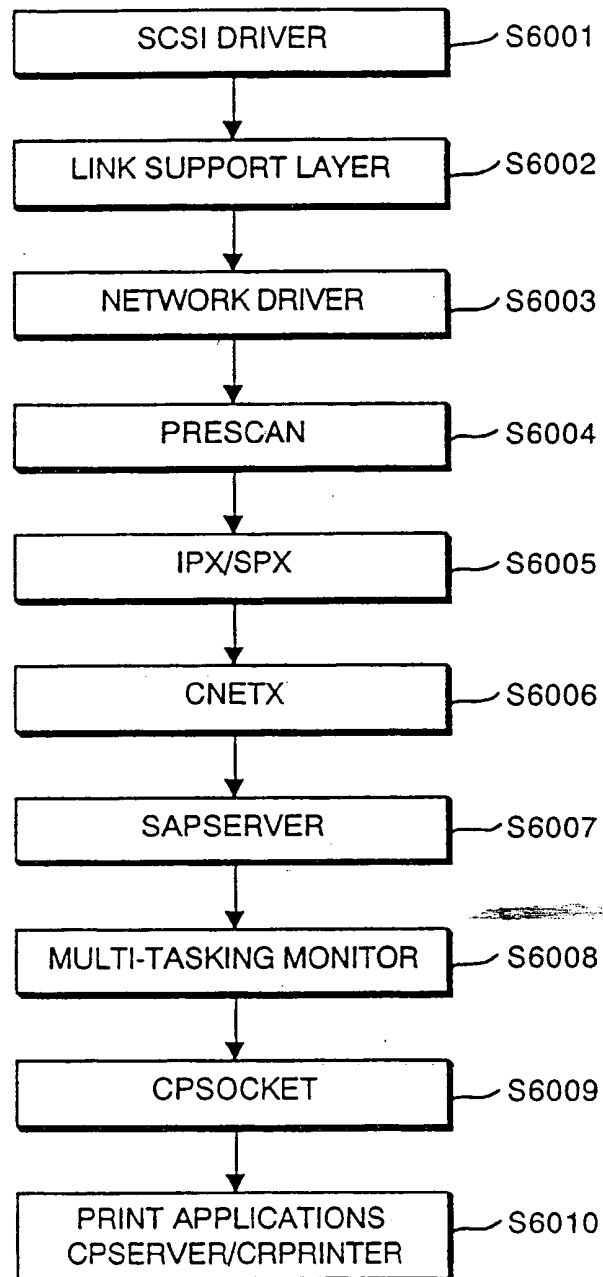 SCSI DRIVER S6001
LINK SUPPORT LAYER S6002
NETWORK DRIVER S6003
PRESCAN S6004
IPX/SPX S6005
CNETX S6006
SAPSERVER S6007
MULTI-TASKING MONITOR S6008
CPSOCKET S6009
PRINT APPLICATIONS S6010
CPSERVER/CRPRINTER